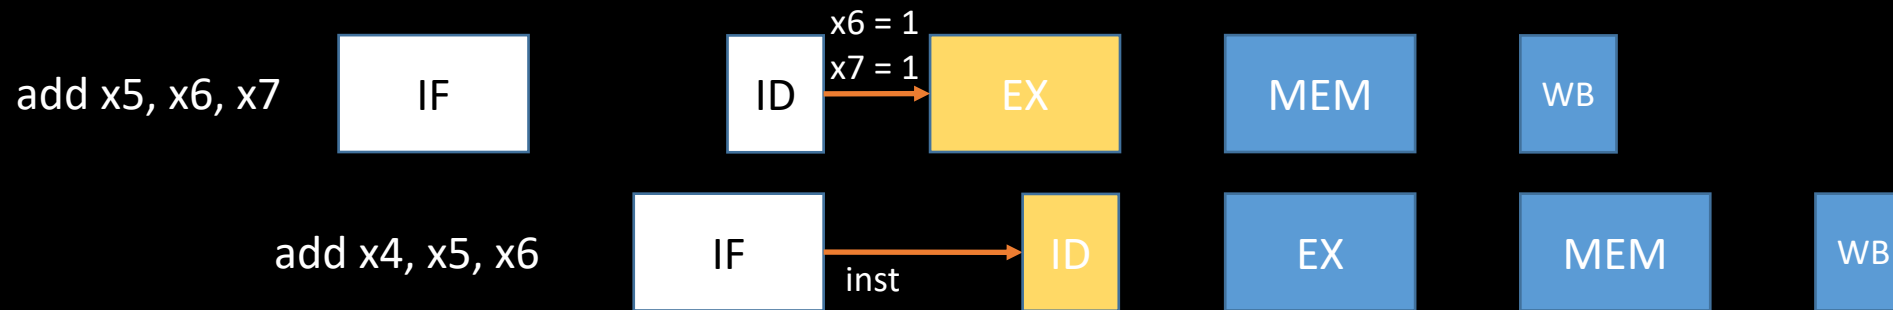 x6 = 1
x7 = 1
add x5, x6, x7 IF ID EX MEM WB
add x4, x5, x6 IF ID EX MEM WB
inst